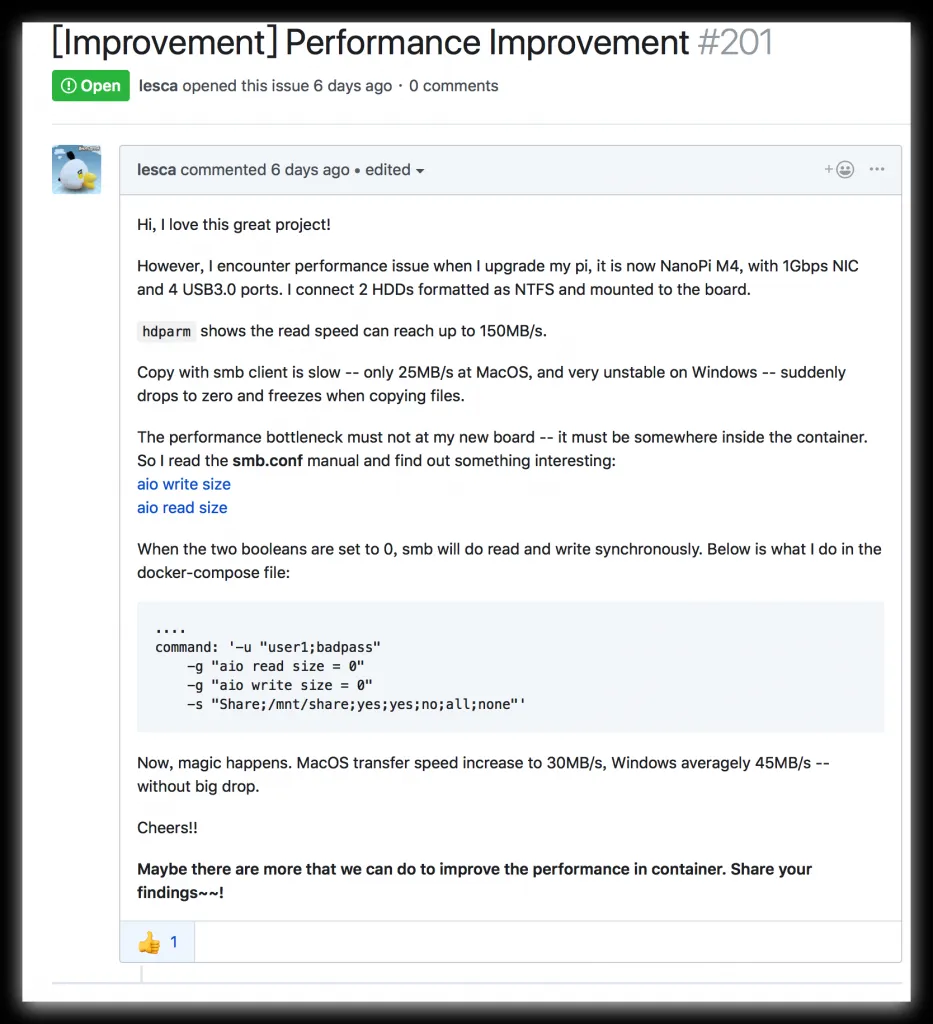 [Improvement] Performance Improvement #201
Open lesca opened this issue 6 days ago · 0 comments
lesca commented 6 days ago • edited
Hi, I love this great project!
However, I encounter performance issue when I upgrade my pi, it is now NanoPi M4, with 1Gbps NIC
and 4 USB3.0 ports. I connect 2 HDDs formatted as NTFS and mounted to the board.
hdparm shows the read speed can reach up to 150MB/s.
Copy with smb client is slow -- only 25MB/s at MacOS, and very unstable on Windows -- suddenly
drops to zero and freezes when copying files.
The performance bottleneck must not at my new board -- it must be somewhere inside the container.
So I read the smb.conf manual and find out something interesting:
aio write size
aio read size
When the two booleans are set to 0, smb will do read and write synchronously. Below is what I do in the
docker-compose file:
....
command: '-u "user1;badpass"
-g "aio read size = 0"
-g "aio write size = 0"
-s "Share;/mnt/share;yes;yes;no;all;none"'
Now, magic happens. MacOS transfer speed increase to 30MB/s, Windows averagely 45MB/s --
without big drop.
Cheers!!
Maybe there are more that we can do to improve the performance in container. Share your
findings~~!
👍 1